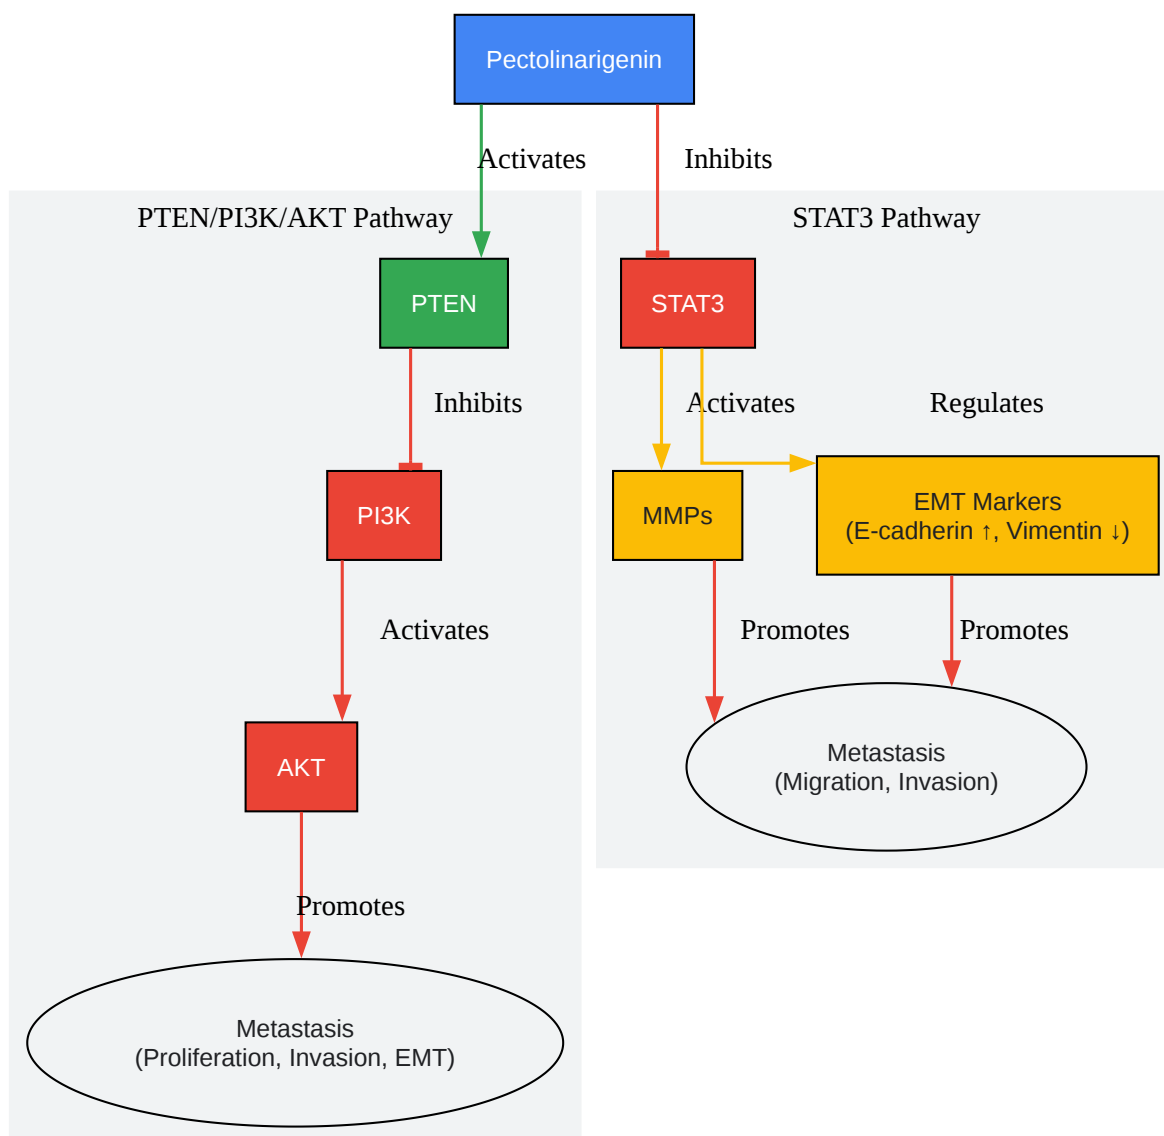 Pectolinarigenin
Activates
Inhibits
PTEN/PI3K/AKT Pathway
STAT3 Pathway
PTEN
STAT3
Inhibits
Activates
Regulates
PI3K
MMPs
EMT Markers
(E-cadherin ↑, Vimentin ↓)
Activates
Promotes
Promotes
AKT
Metastasis
(Migration, Invasion)
Promotes
Metastasis
(Proliferation, Invasion, EMT)